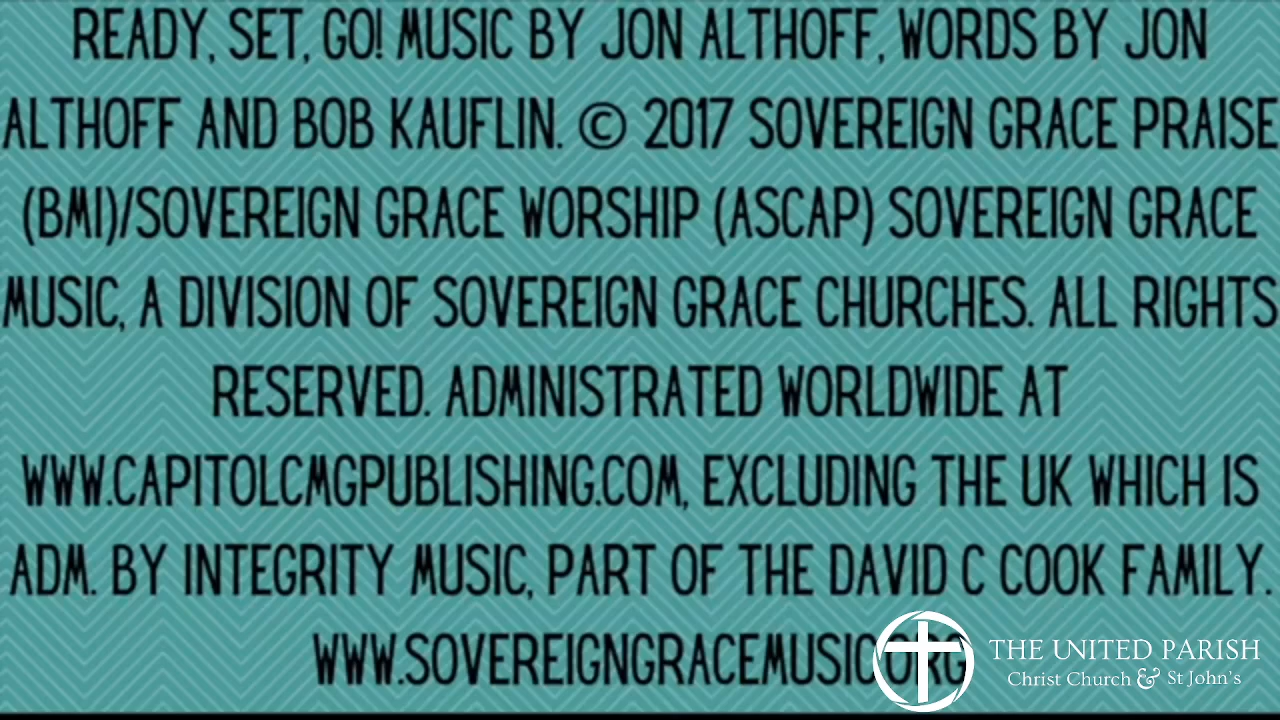 READY, SET, GO! MUSIC BY JON ALTHOFF, WORDS BY JON
ALTHOFF AND BOB KAUFLIN. © 2017 SOVEREIGN GRACE PRAISE
(BMI)/SOVEREIGN GRACE WORSHIP (ASCAP) SOVEREIGN GRACE
MUSIC, A DIVISION OF SOVEREIGN GRACE CHURCHES. ALL RIGHTS
RESERVED. ADMINISTRATED WORLDWIDE AT
WWW.CAPITOLCMGPUBLISHING.COM, EXCLUDING THE UK WHICH IS
ADM. BY INTEGRITY MUSIC, PART OF THE DAVID C COOK FAMILY.
WWW.SOVEREIGNGRACEMUSIC.ORG
THE UNITED PARISH
Christ Church & St John's